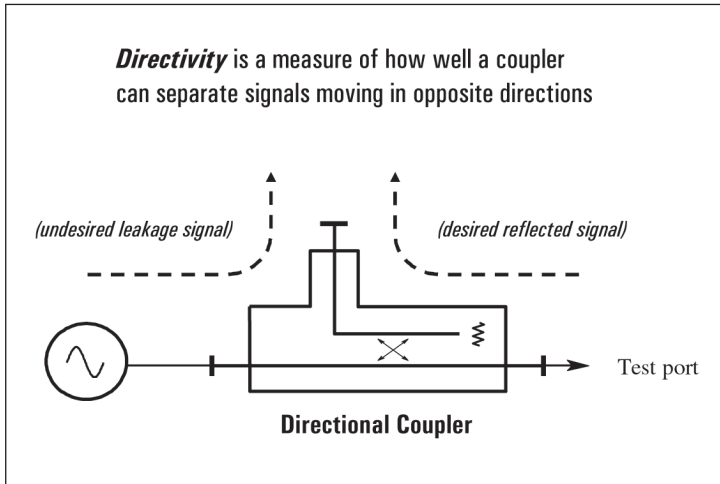 Directivity is a measure of how well a coupler
can separate signals moving in opposite directions
(undesired leakage signal)
(desired reflected signal)
Test port
Directional Coupler